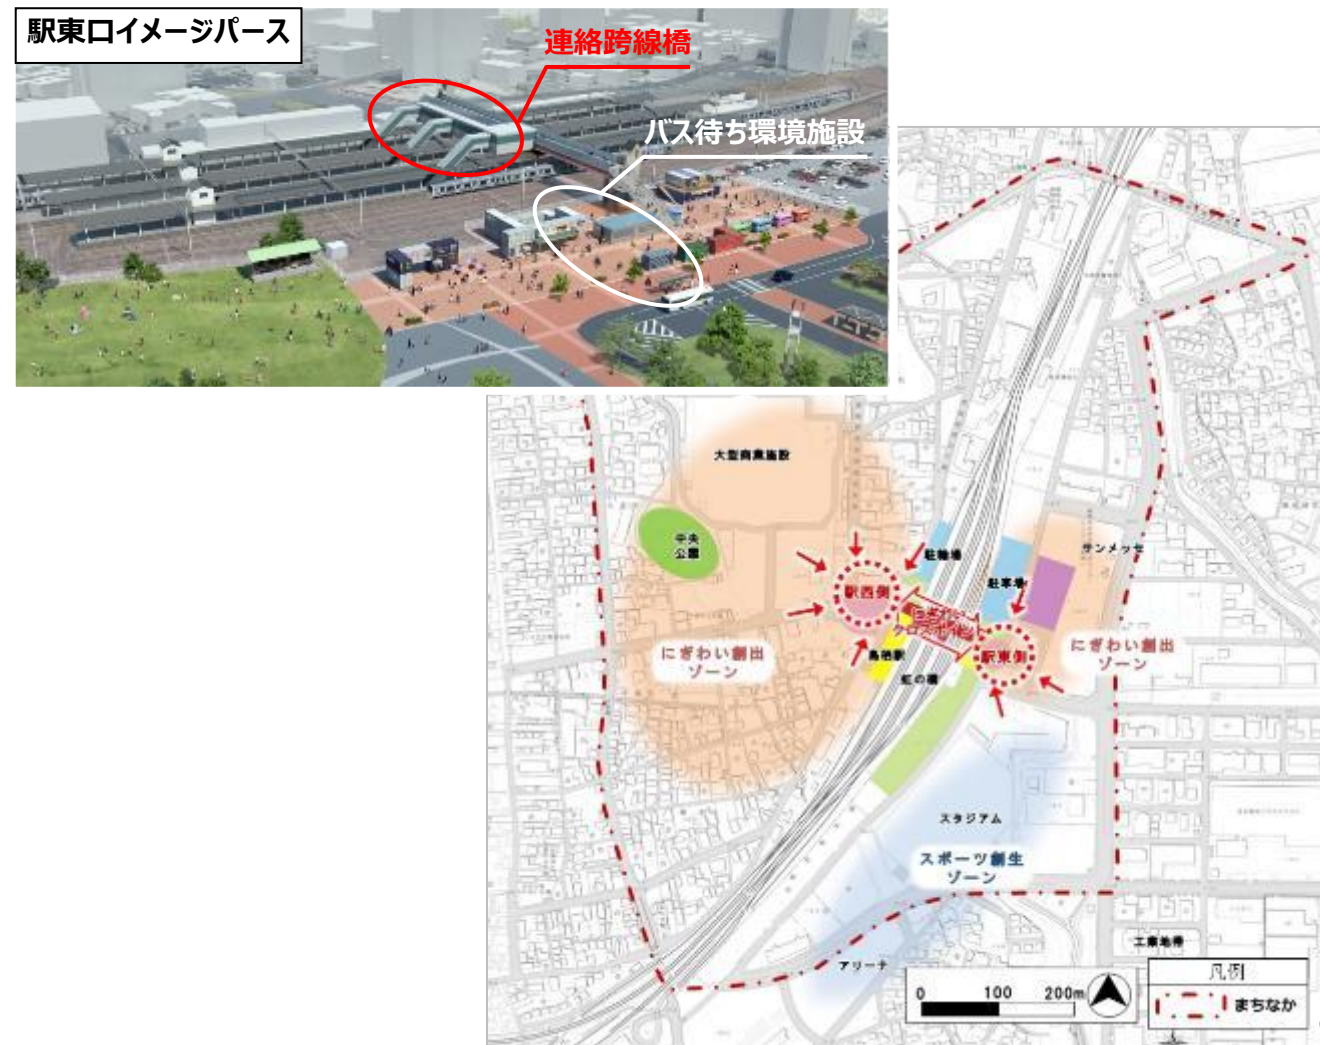 駅東口イメージパース
連絡跨線橋
バス待ち環境施設
大型商業施設
中央
公園
駐輪場
サンメッセ
駐車場
駅西側
鳥栖駅
駅東側
にぎわい創出
ゾーン
にぎわい創出
ゾーン
虹の橋
スタジアム
スポーツ創生
ゾーン
アリーナ
工業地帯
0 100 200m
凡例
まちなか